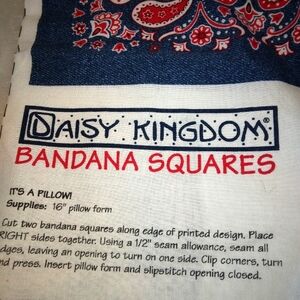 DAISY KINGDOM®
BANDANA SQUARES
IT'S A PILLOW!
Supplies: 16" pillow form
Cut two bandana squares along edge of printed design. Place
RIGHT sides together. Using a 1/2" seam allowance, seam all
dges, leaving an opening to turn on one side. Clip corners, turn
nd press. Insert pillow form and slipstitch opening closed.